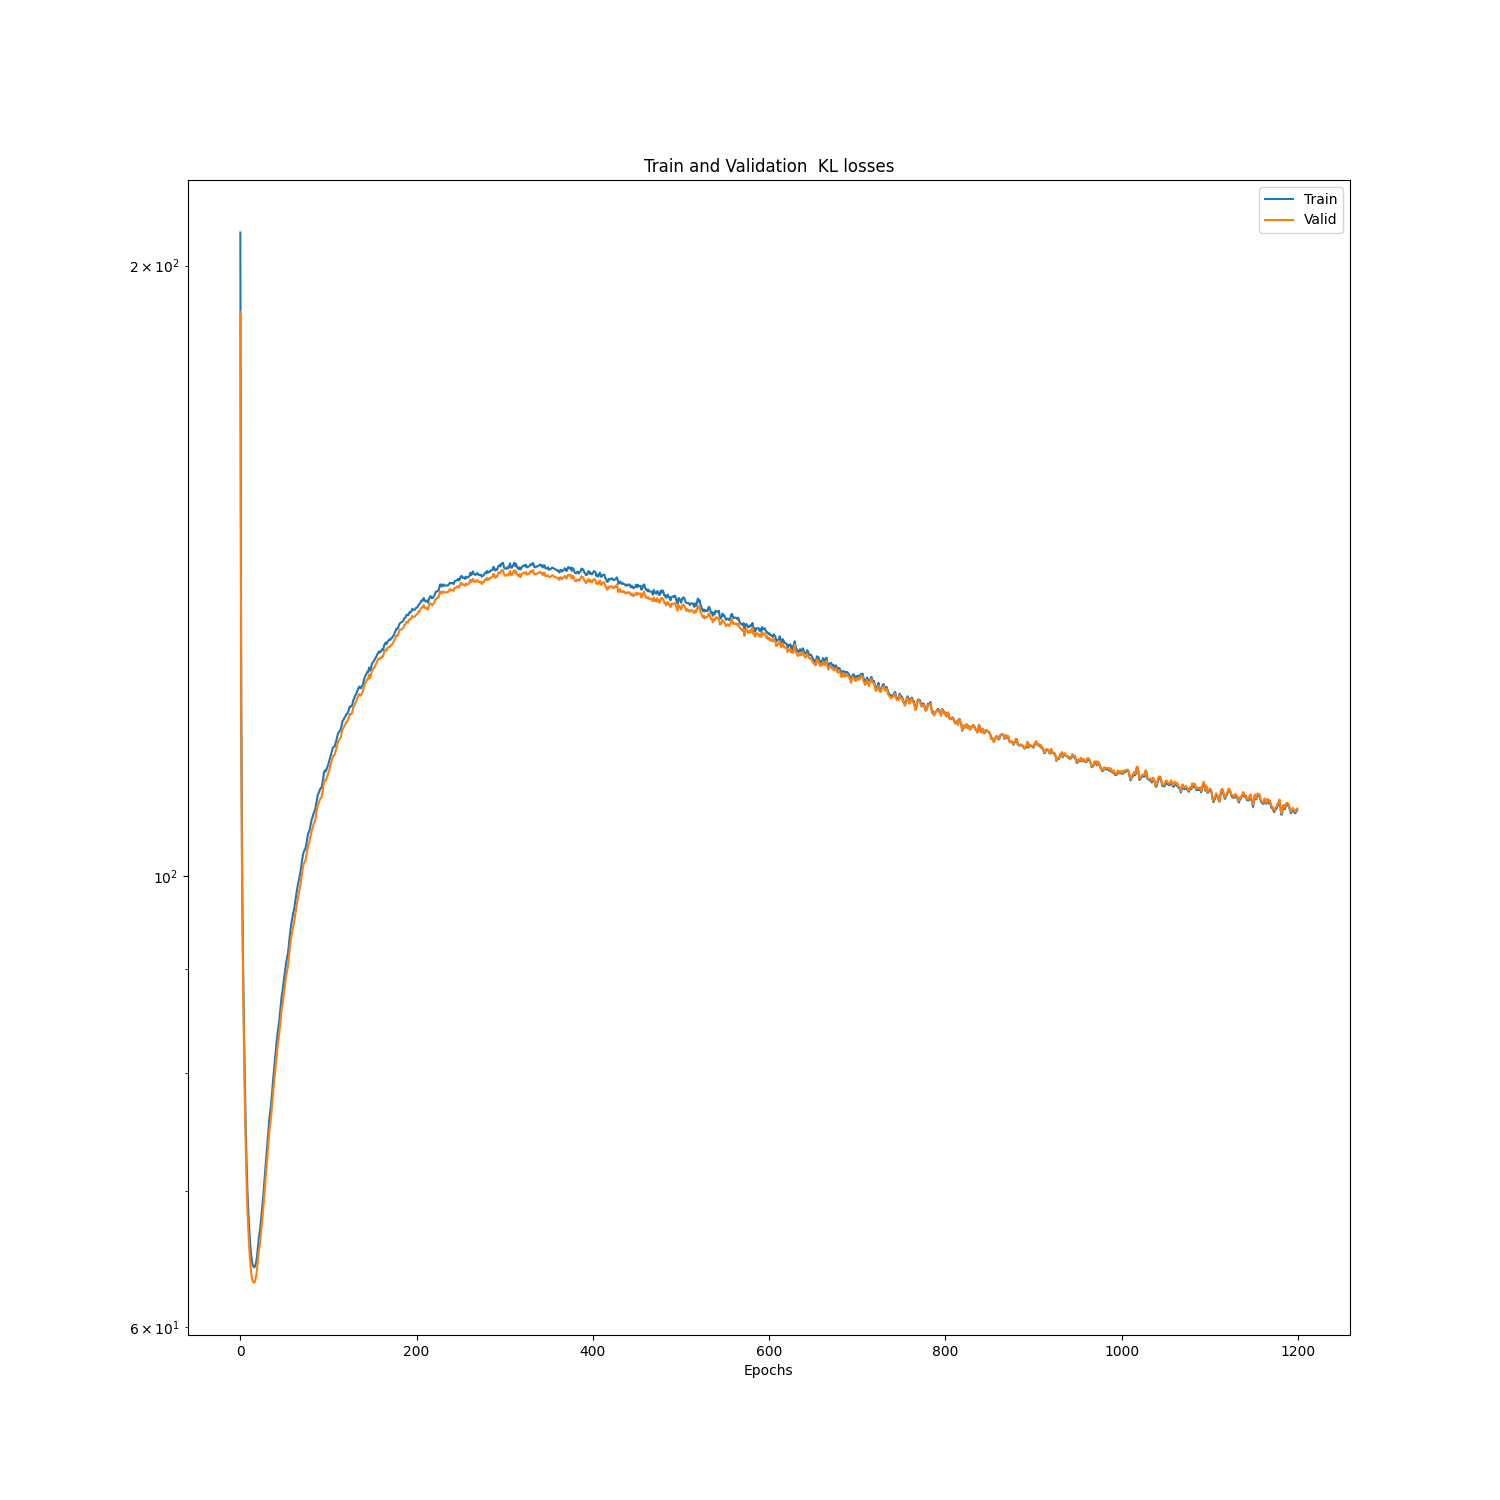 Train and Validation  KL losses
Train
Valid
2 × 10²
10²
6 × 10¹
0 200 400 600 800 1000 1200
Epochs